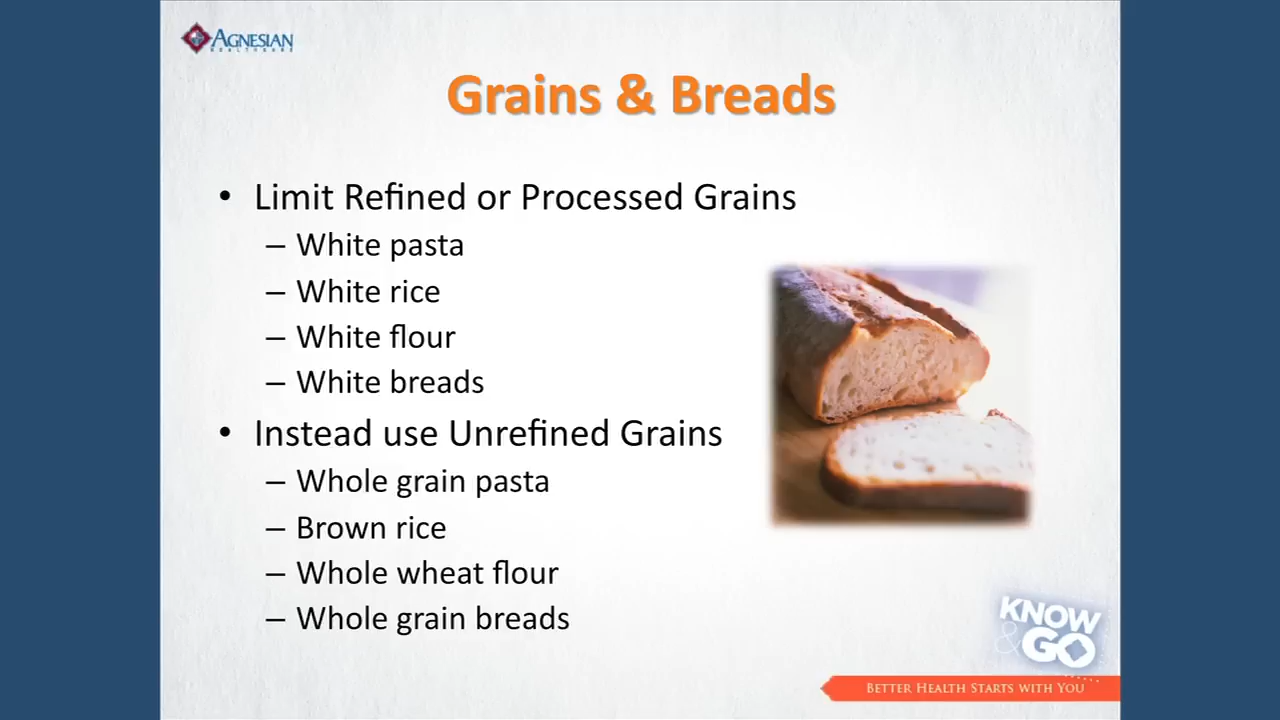 AGNESIAN
HEALTHCARE
Grains & Breads
• Limit Refined or Processed Grains
– White pasta
– White rice
– White flour
– White breads
• Instead use Unrefined Grains
– Whole grain pasta
– Brown rice
– Whole wheat flour
– Whole grain breads
KNOW
& GO
BETTER HEALTH STARTS WITH YOU